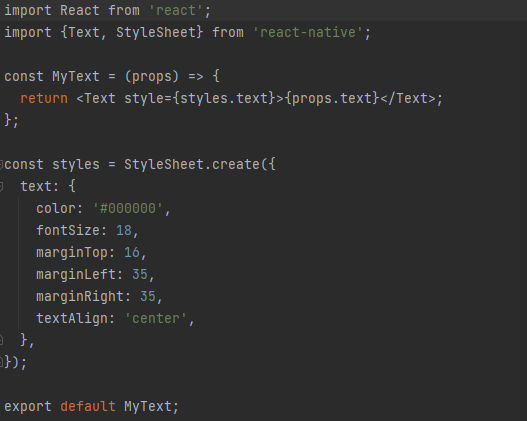 import React from 'react';
import {Text, StyleSheet} from 'react-native';

const MyText = (props) => {
  return <Text style={styles.text}>{props.text}</Text>;
};

const styles = StyleSheet.create({
  text: {
    color: '#000000',
    fontSize: 18,
    marginTop: 16,
    marginLeft: 35,
    marginRight: 35,
    textAlign: 'center',
  },
});

export default MyText;